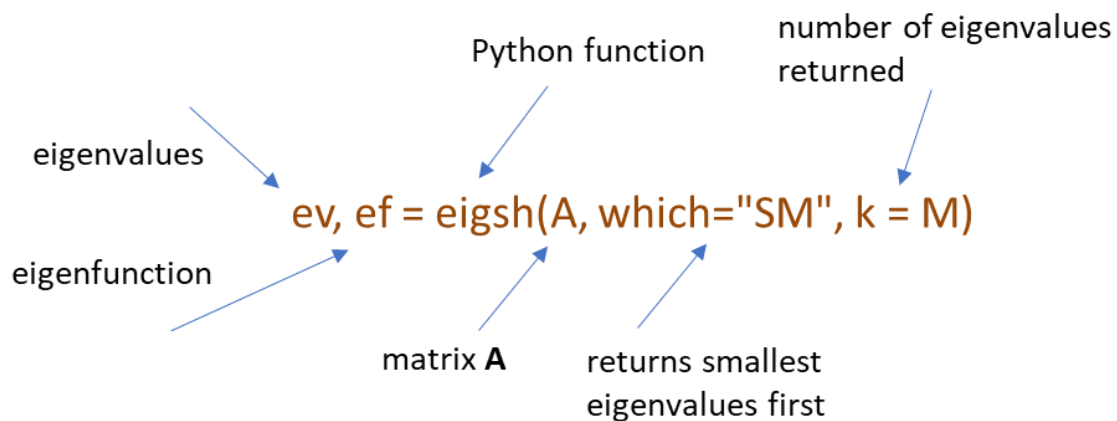 Python function
number of eigenvalues
returned
eigenvalues
ev, ef = eigsh(A, which="SM", k = M)
eigenfunction
matrix A
returns smallest
eigenvalues first